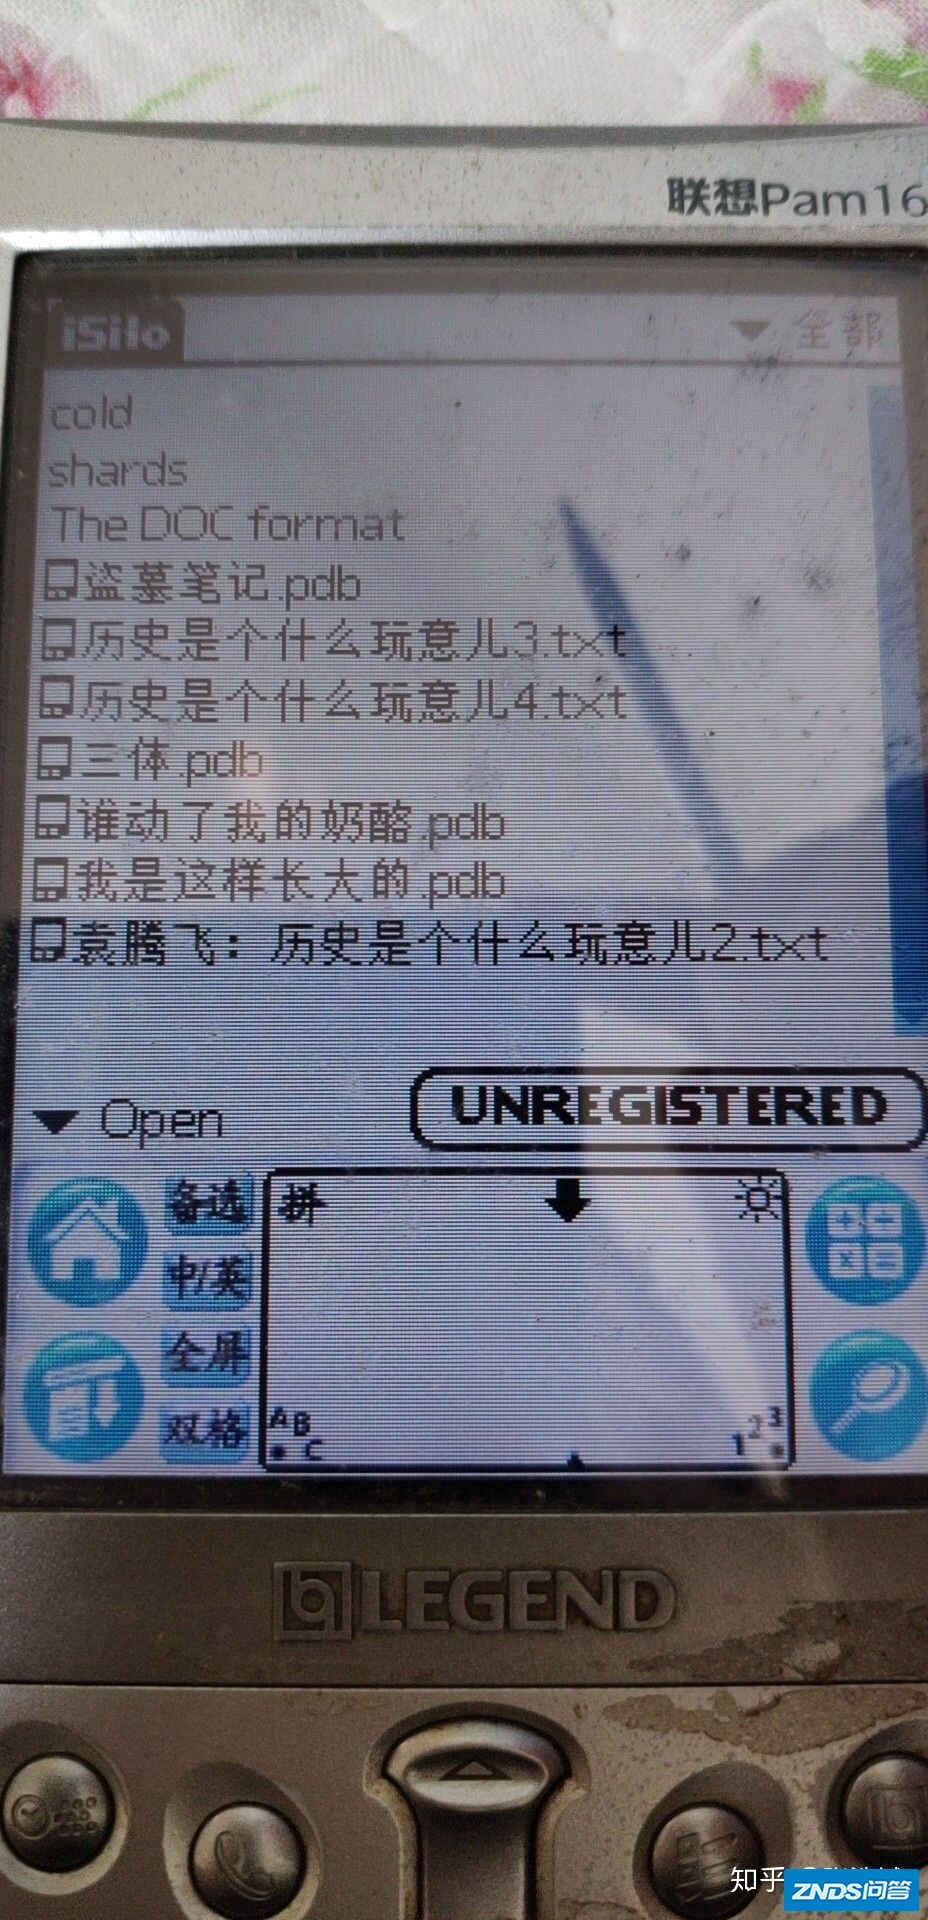 联想Pam16
iSilo
全部
cold
shards
The DOC format
盗墓笔记.pdb
历史是个什么玩意儿3.txt
历史是个什么玩意儿4.txt
三体.pdb
谁动了我的奶酪.pdb
我是这样长大的.pdb
袁腾飞：历史是个什么玩意儿2.txt
Open
UNREGISTERED
备选
拼
中/英
全屏
双格
ABC
123
LEGEND
知乎
ZNDS问答